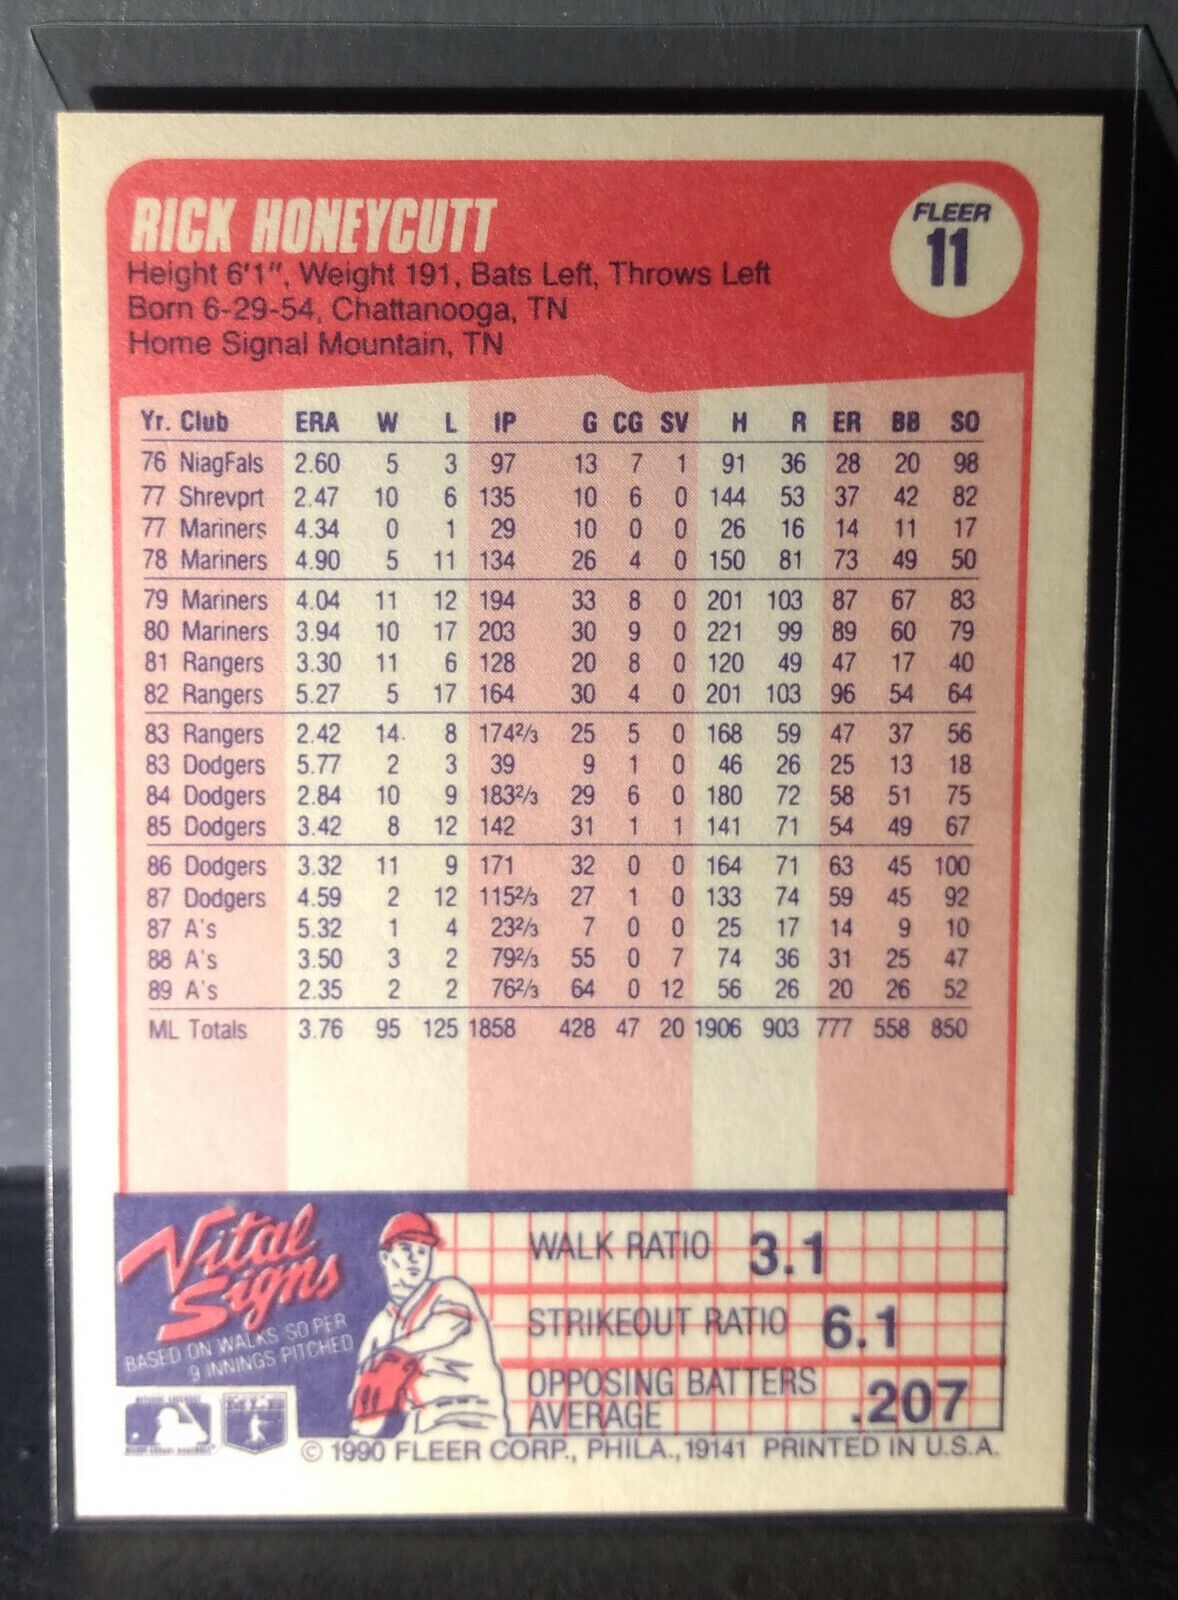 RICK HONEYCUTT
FLEER
11
Height 6'1", Weight 191, Bats Left, Throws Left
Born 6-29-54, Chattanooga, TN
Home Signal Mountain, TN
Yr. Club ERA W L IP G CG SV H R ER BB SO
76 NiagFals 2.60 5 3 97 13 7 1 91 36 28 20 98
77 Shrevprt 2.47 10 6 135 10 6 0 144 53 37 42 82
77 Mariners 4.34 0 1 29 10 0 0 26 16 14 11 17
78 Mariners 4.90 5 11 134 26 4 0 150 81 73 49 50
79 Mariners 4.04 11 12 194 33 8 0 201 103 87 67 83
80 Mariners 3.94 10 17 203 30 9 0 221 99 89 60 79
81 Rangers 3.30 11 6 128 20 8 0 120 49 47 17 40
82 Rangers 5.27 5 17 164 30 4 0 201 103 96 54 64
83 Rangers 2.42 14 8 1742/3 25 5 0 168 59 47 37 56
83 Dodgers 5.77 2 3 39 9 1 0 46 26 25 13 18
84 Dodgers 2.84 10 9 1832/3 29 6 0 180 72 58 51 75
85 Dodgers 3.42 8 12 142 31 1 1 141 71 54 49 67
86 Dodgers 3.32 11 9 171 32 0 0 164 71 63 45 100
87 Dodgers 4.59 2 12 1152/3 27 1 0 133 74 59 45 92
87 A's 5.32 1 4 232/3 7 0 0 25 17 14 9 10
88 A's 3.50 3 2 792/3 55 0 7 74 36 31 25 47
89 A's 2.35 2 2 762/3 64 0 12 56 26 20 26 52
ML Totals 3.76 95 125 1858 428 47 20 1906 903 777 558 850
Vital
Signs
BASED ON WALKS SO PER
9 INNINGS PITCHED
WALK RATIO 3.1
STRIKEOUT RATIO 6.1
OPPOSING BATTERS
AVERAGE .207
© 1990 FLEER CORP., PHILA., 19141 PRINTED IN U.S.A.